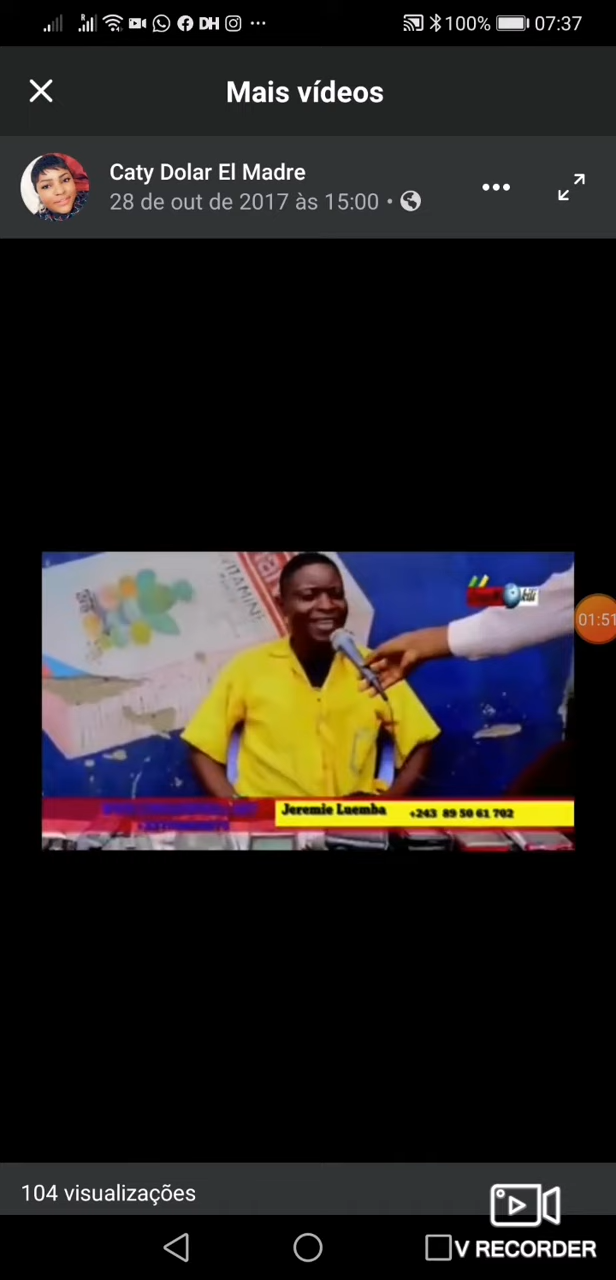 100% 07:37
Mais vídeos
Caty Dolar El Madre
28 de out de 2017 às 15:00 •
VITAMINE
01:51
Jeremie Luemba
+243 89 50 61 702
104 visualizações
V RECORDER